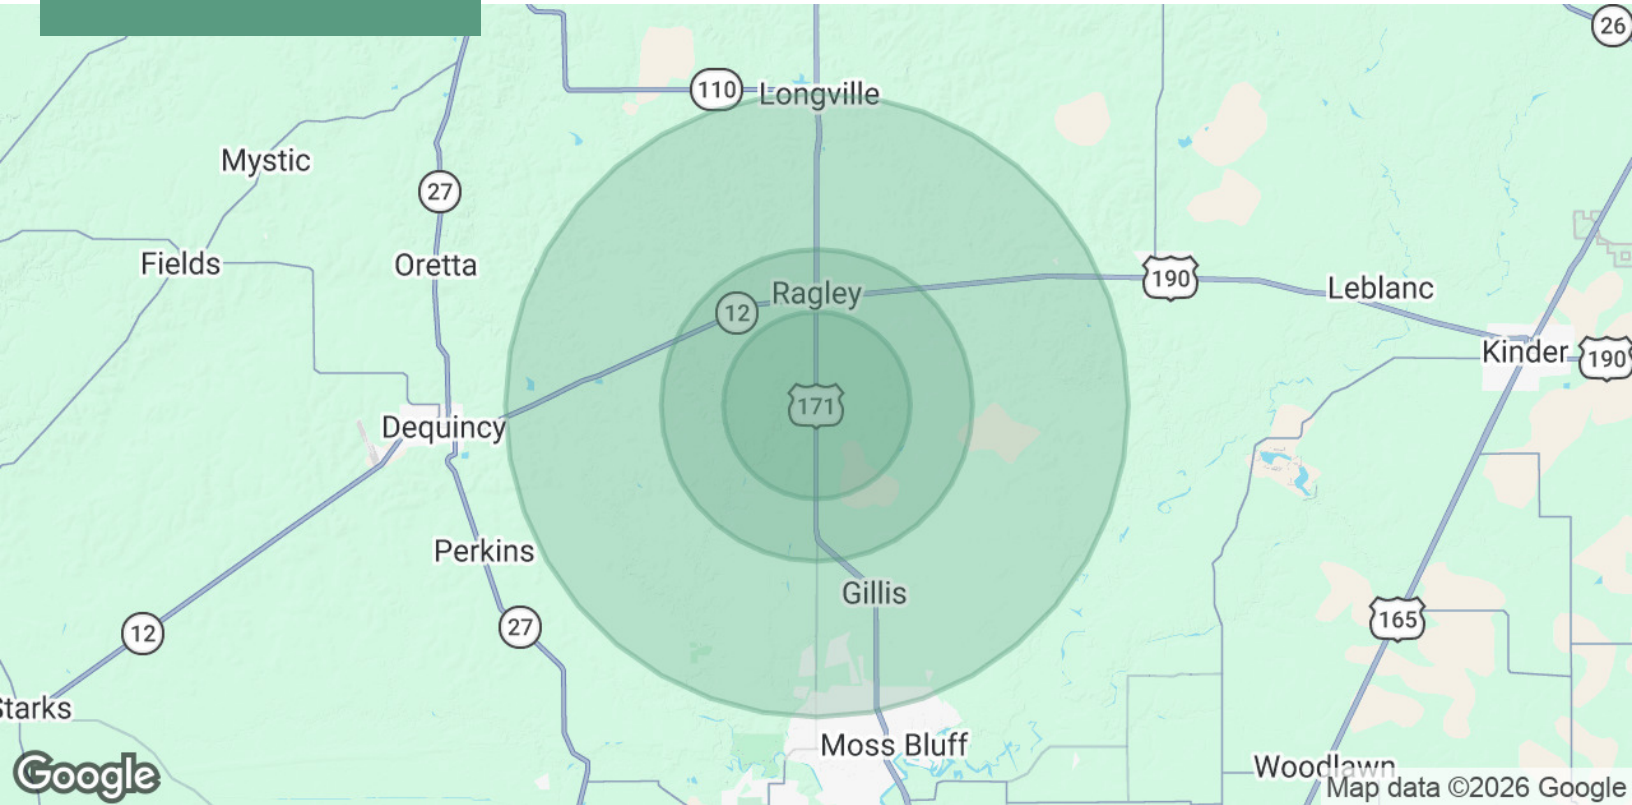 26
110
Longville
Mystic
27
Fields
Oretta
190
Leblanc
Ragley
12
Kinder
190
171
Dequincy
Perkins
Gillis
12
27
165
Starks
Moss Bluff
Woodlawn
Google
Map data ©2026 Google